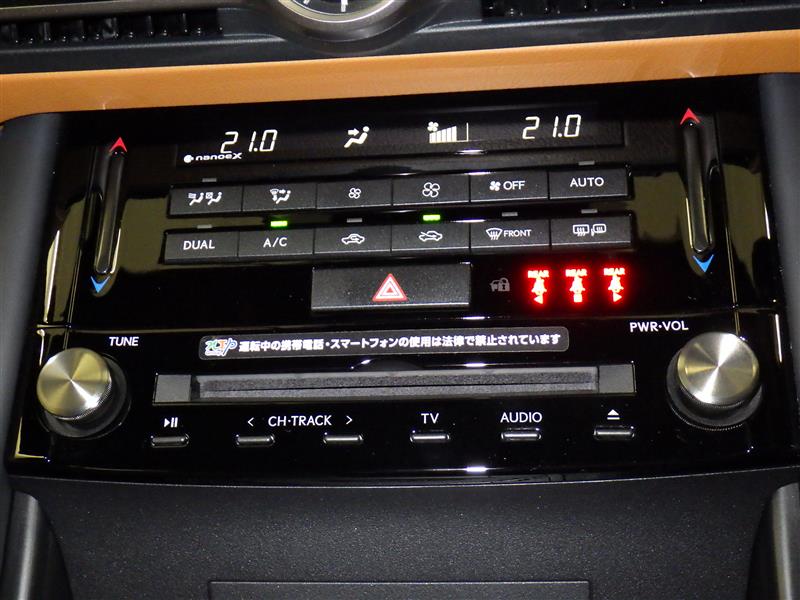 21.0 21.0
nanoeX
OFF AUTO
DUAL A/C FRONT
REAR REAR REAR
TUNE PWR·VOL
運転中の携帯電話・スマートフォンの使用は法律で禁止されています
< CH·TRACK > TV AUDIO